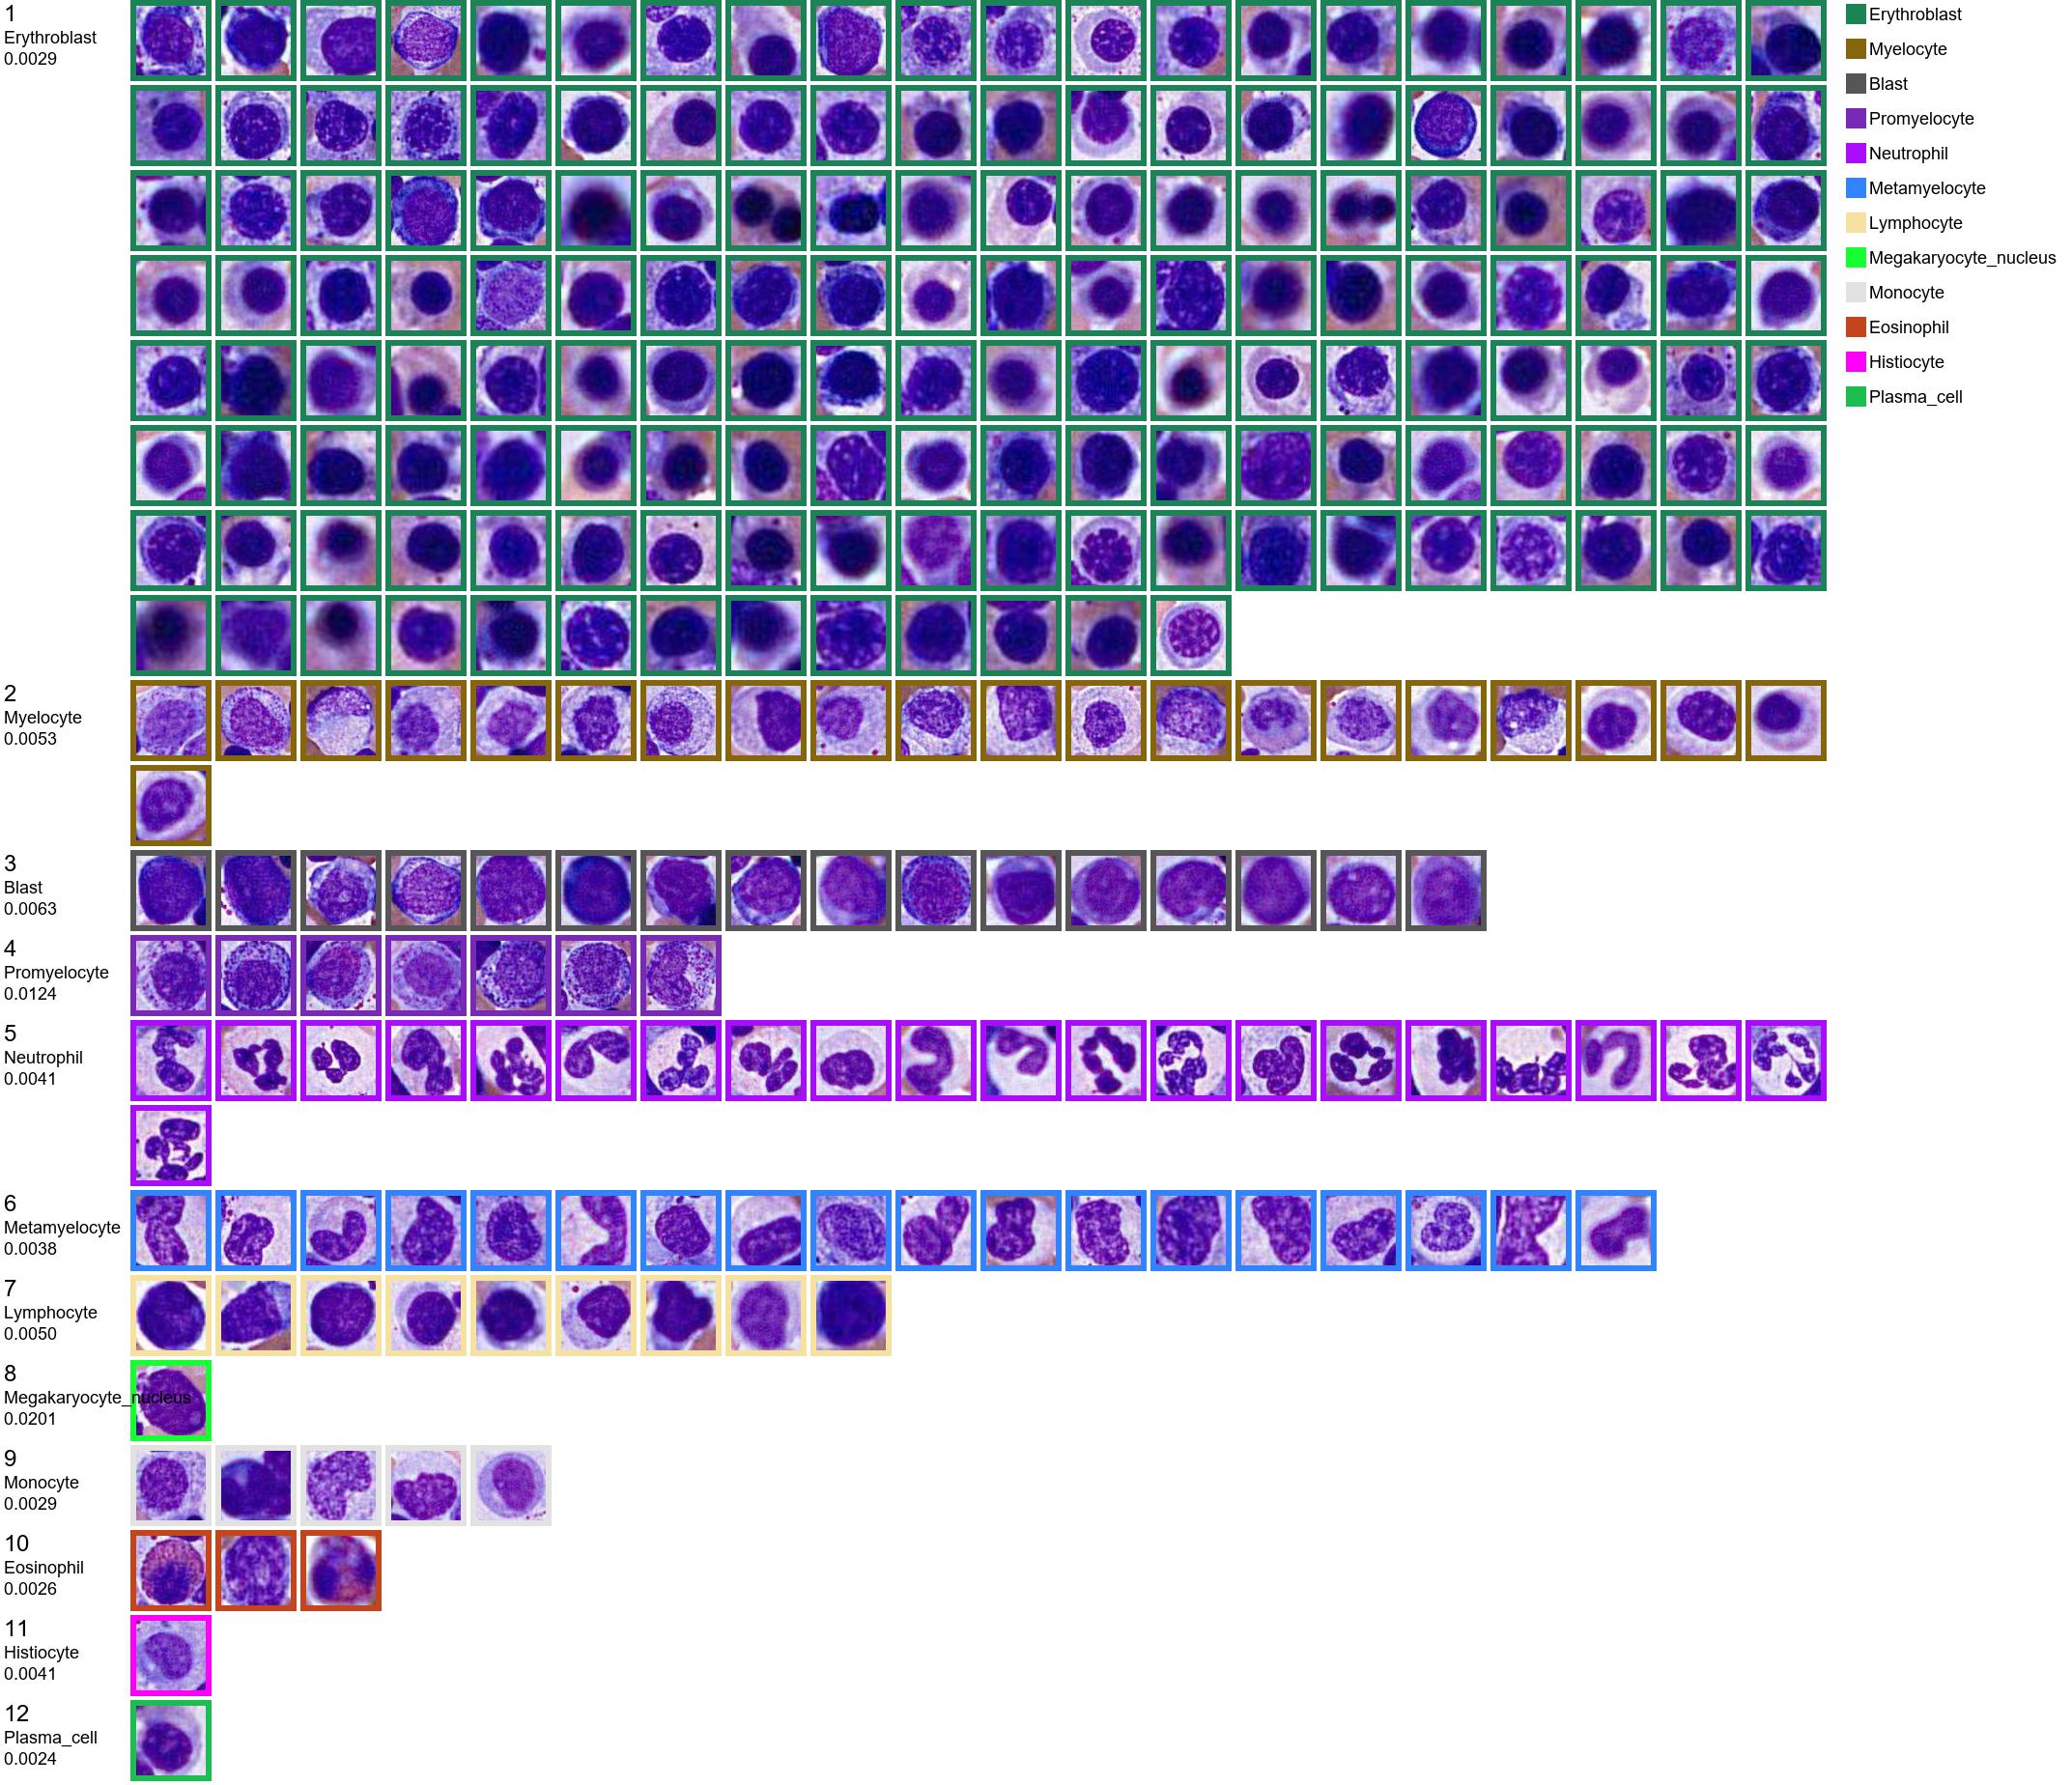 1
Erythroblast
0.0029
2
Myelocyte
0.0053
3
Blast
0.0063
4
Promyelocyte
0.0124
5
Neutrophil
0.0041
6
Metamyelocyte
0.0038
7
Lymphocyte
0.0050
8
Megakaryocyte_nucleus
0.0201
9
Monocyte
0.0029
10
Eosinophil
0.0026
11
Histiocyte
0.0041
12
Plasma_cell
0.0024
Erythroblast
Myelocyte
Blast
Promyelocyte
Neutrophil
Metamyelocyte
Lymphocyte
Megakaryocyte_nucleus
Monocyte
Eosinophil
Histiocyte
Plasma_cell